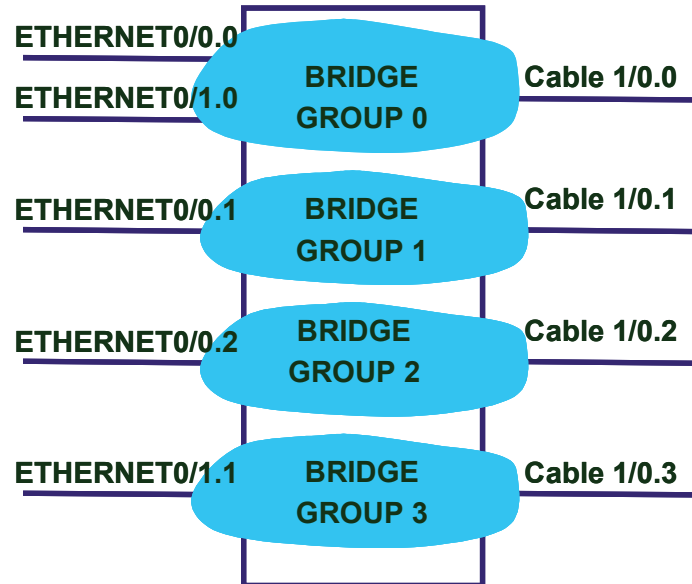 ETHERNET0/0.0
ETHERNET0/1.0
BRIDGE
GROUP 0
Cable 1/0.0
ETHERNET0/0.1
BRIDGE
GROUP 1
Cable 1/0.1
ETHERNET0/0.2
BRIDGE
GROUP 2
Cable 1/0.2
ETHERNET0/1.1
BRIDGE
GROUP 3
Cable 1/0.3